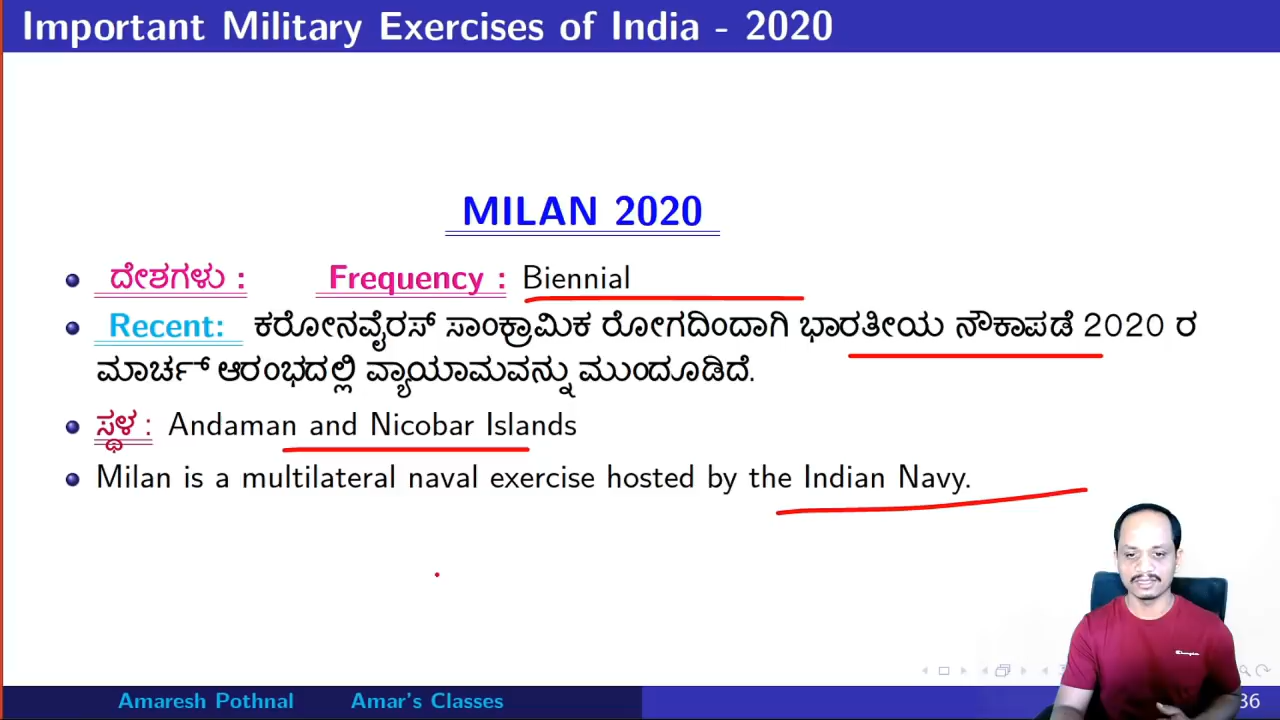 Important Military Exercises of India - 2020
MILAN 2020
ದೇಶಗಳು : Frequency : Biennial
Recent: ಕರೋನವೈರಸ್ ಸಾಂಕ್ರಾಮಿಕ ರೋಗದಿಂದಾಗಿ ಭಾರತೀಯ ನೌಕಾಪಡೆ 2020 ರ
ಮಾರ್ಚ್ ಆರಂಭದಲ್ಲಿ ವ್ಯಾಯಾಮವನ್ನು ಮುಂದೂಡಿದೆ.
ಸ್ಥಳ : Andaman and Nicobar Islands
Milan is a multilateral naval exercise hosted by the Indian Navy.
Champion
Amaresh Pothnal Amar's Classes 36